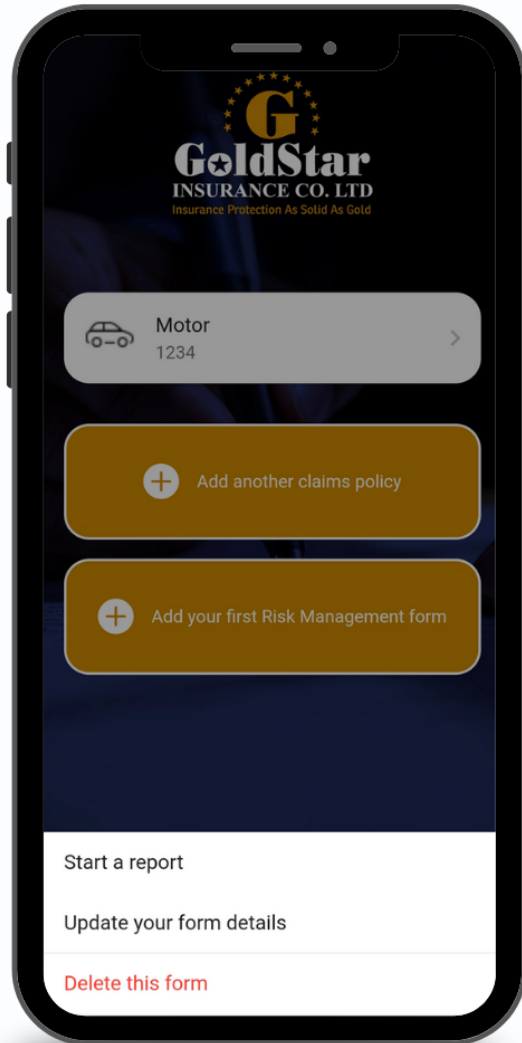 G
GoldStar
INSURANCE CO. LTD
Insurance Protection As Solid As Gold
Motor
1234
Add another claims policy
Add your first Risk Management form
Start a report
Update your form details
Delete this form